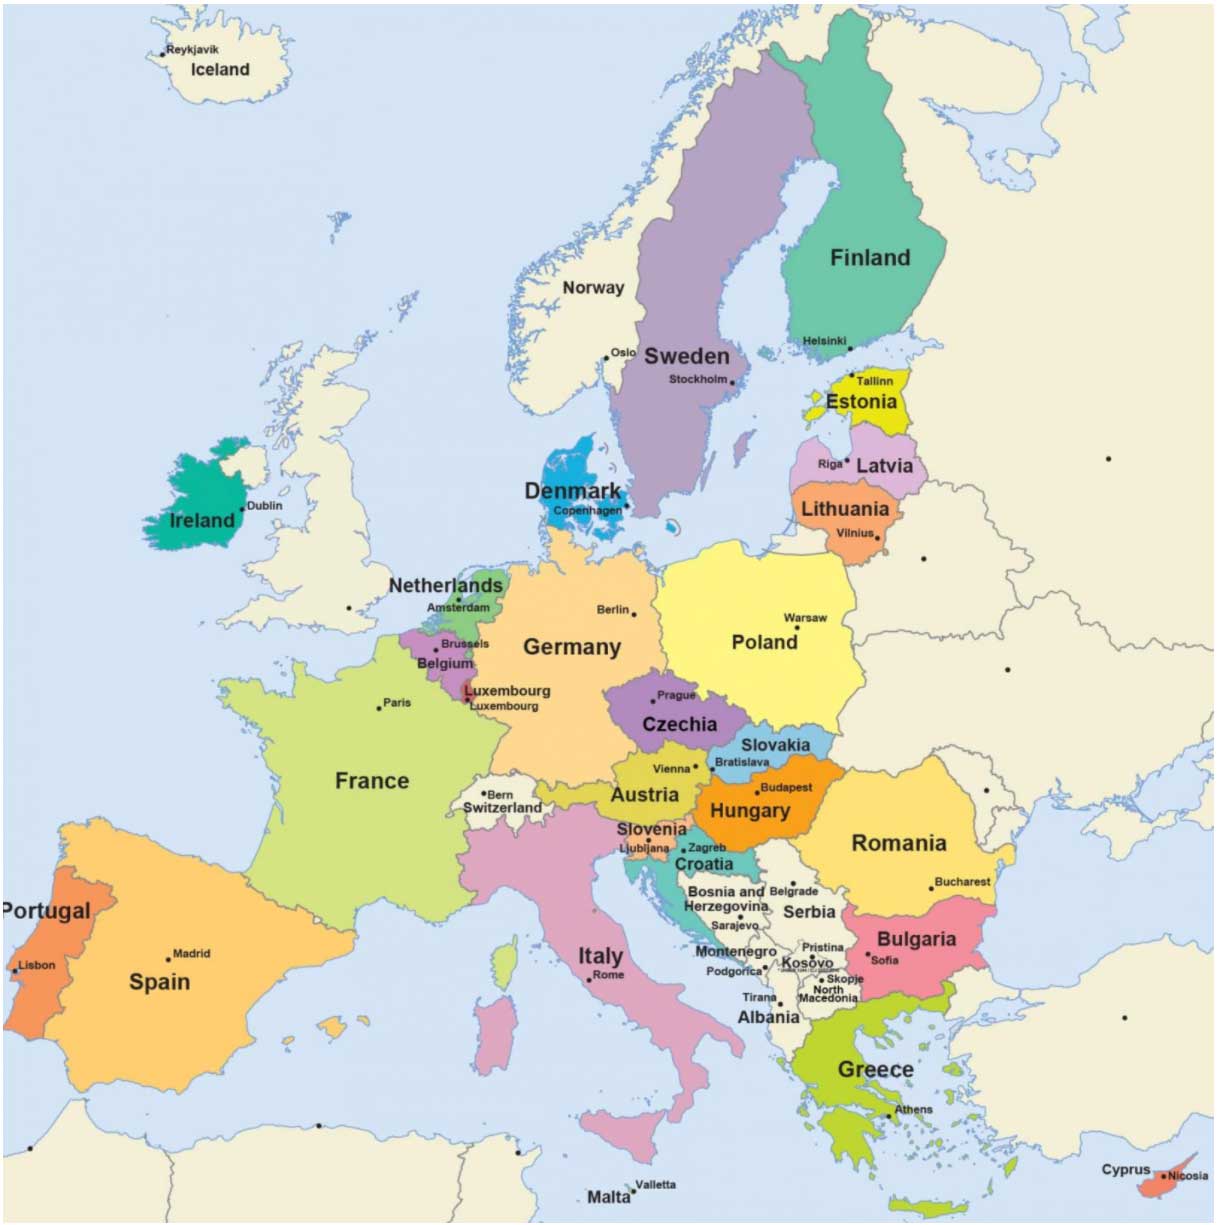 Reykjavik
Iceland
Finland
Norway
Helsinki
Oslo
Sweden
Stockholm
Tallinn
Estonia
Riga
Latvia
Denmark
Copenhagen
Lithuania
Vilnius
Dublin
Ireland
Netherlands
Amsterdam
Berlin
Warsaw
Poland
Brussels
Belgium
Germany
Luxembourg
Luxembourg
Prague
Czechia
Paris
France
Slovakia
Bratislava
Vienna
Austria
Budapest
Hungary
Bern
Switzerland
Slovenia
Ljubljana
Zagreb
Croatia
Romania
Bucharest
Bosnia and
Herzegovina
Sarajevo
Belgrade
Serbia
Portugal
Lisbon
Madrid
Spain
Italy
Rome
Montenegro
Podgorica
Pristina
Kosovo
Bulgaria
Sofia
Skopje
North
Macedonia
Tirana
Albania
Greece
Athens
Malta
Valletta
Cyprus
Nicosia